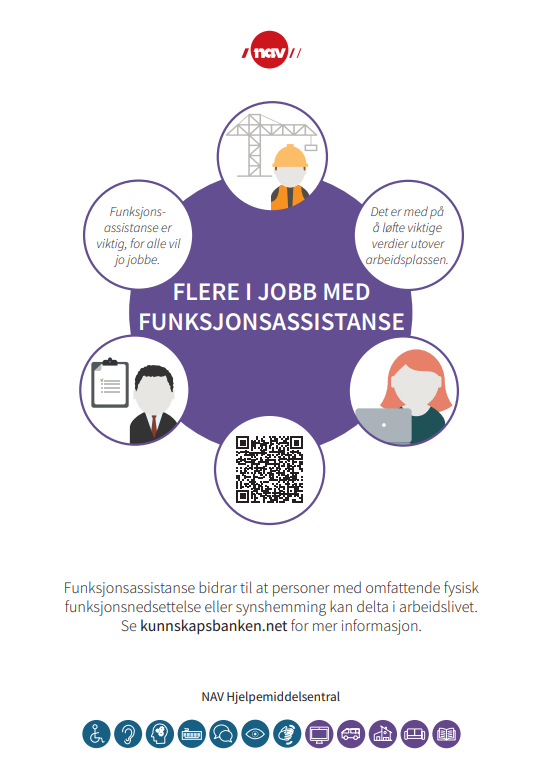 nav
Funksjons-
assistanse er
viktig, for alle vil
jo jobbe.
Det er med på
å løfte viktige
verdier utover
arbeidsplassen.
FLERE I JOBB MED
FUNKSJONSASSISTANSE
Funksjonsassistanse bidrar til at personer med omfattende fysisk
funksjonsnedsettelse eller synshemming kan delta i arbeidslivet.
Se kunnskapsbanken.net for mer informasjon.
NAV Hjelpemiddelsentral